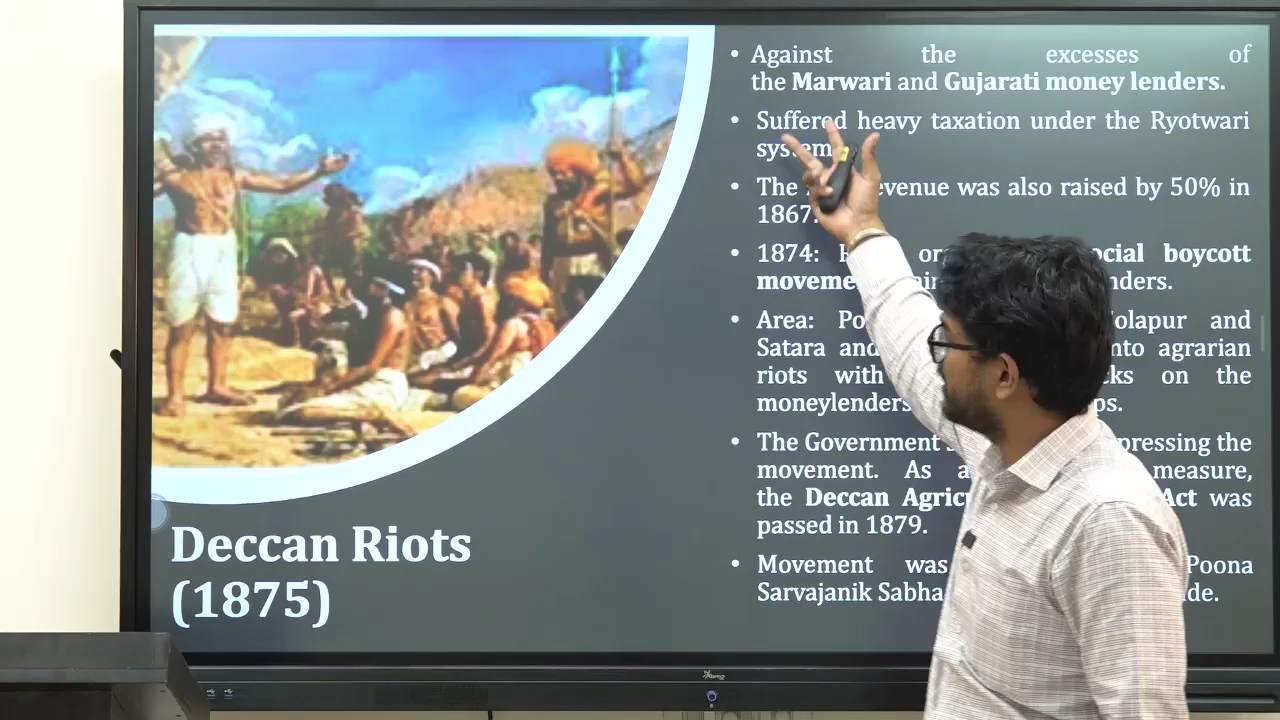 • Against the excesses of
the Marwari and Gujarati money lenders.
• Suffered heavy taxation under the Ryotwari
system
• The evenue was also raised by 50% in
1867.
• 1874: ocial boycott
moveme nders.
• Area: Po olapur and
Satara and nto agrarian
riots with cks on the
moneylenders ps.
• The Government pressing the
movement. As a measure,
the Deccan Agricu Act was
passed in 1879.
• Movement was Poona
Sarvajanik Sabha de.
Deccan Riots
(1875)